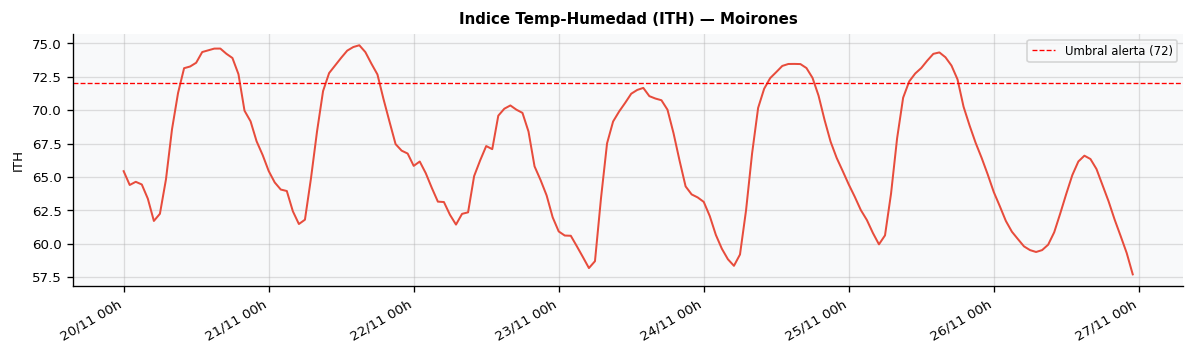 Indice Temp-Humedad (ITH) — Moirones
Umbral alerta (72)
ITH
75.0
72.5
70.0
67.5
65.0
62.5
60.0
57.5
20/11 00h
21/11 00h
22/11 00h
23/11 00h
24/11 00h
25/11 00h
26/11 00h
27/11 00h